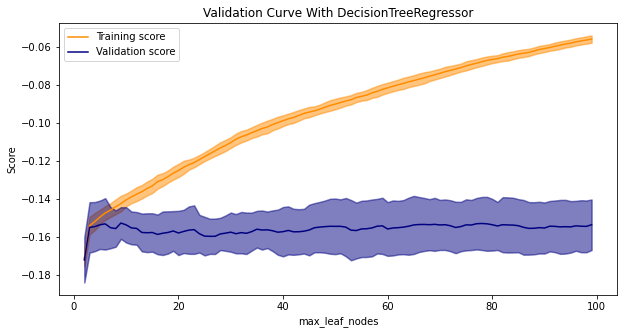 Validation Curve With DecisionTreeRegressor
Training score
Validation score
−0.06
−0.08
−0.10
−0.12
−0.14
−0.16
−0.18
Score
0 20 40 60 80 100
max_leaf_nodes